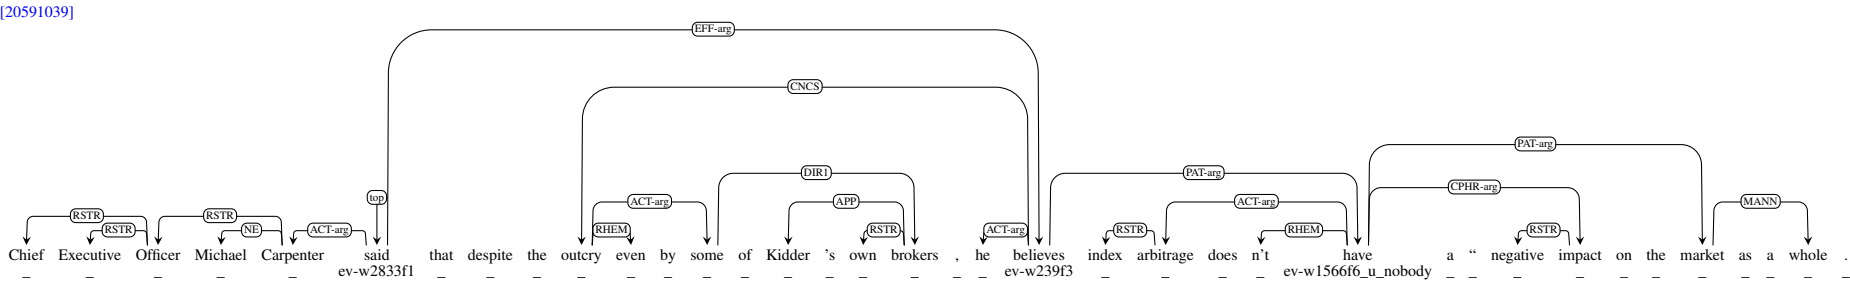 [20591039]
EFF-arg
CNCS
PAT-arg
DIR1 PAT-arg
CPHR-arg
top ACT-arg APP ACT-arg MANN
RSTR RSTR
RSTR NE ACT-arg RHEM RSTR ACT-arg RSTR RHEM RSTR
Chief Executive Officer Michael Carpenter said that despite the outcry even by some of Kidder 's own brokers , he believes index arbitrage does n't have a “ negative impact on the market as a whole .
ev-w2833f1 ev-w239f3 ev-w1566f6_u_nobody
_ _ _ _ _ _ _ _ _ _ _ _ _ _ _ _ _ _ _ _ _ _ _ _ _ _ _ _ _ _ _ _ _ _ _ _ _